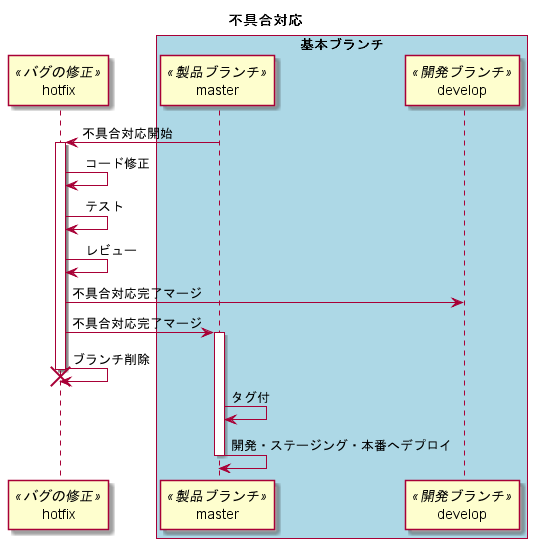 不具合対応
基本ブランチ
«バグの修正»
hotfix
«製品ブランチ»
master
«開発ブランチ»
develop
不具合対応開始
コード修正
テスト
レビュー
不具合対応完了マージ
不具合対応完了マージ
ブランチ削除
タグ付
開発・ステージング・本番へデプロイ
«バグの修正»
hotfix
«製品ブランチ»
master
«開発ブランチ»
develop